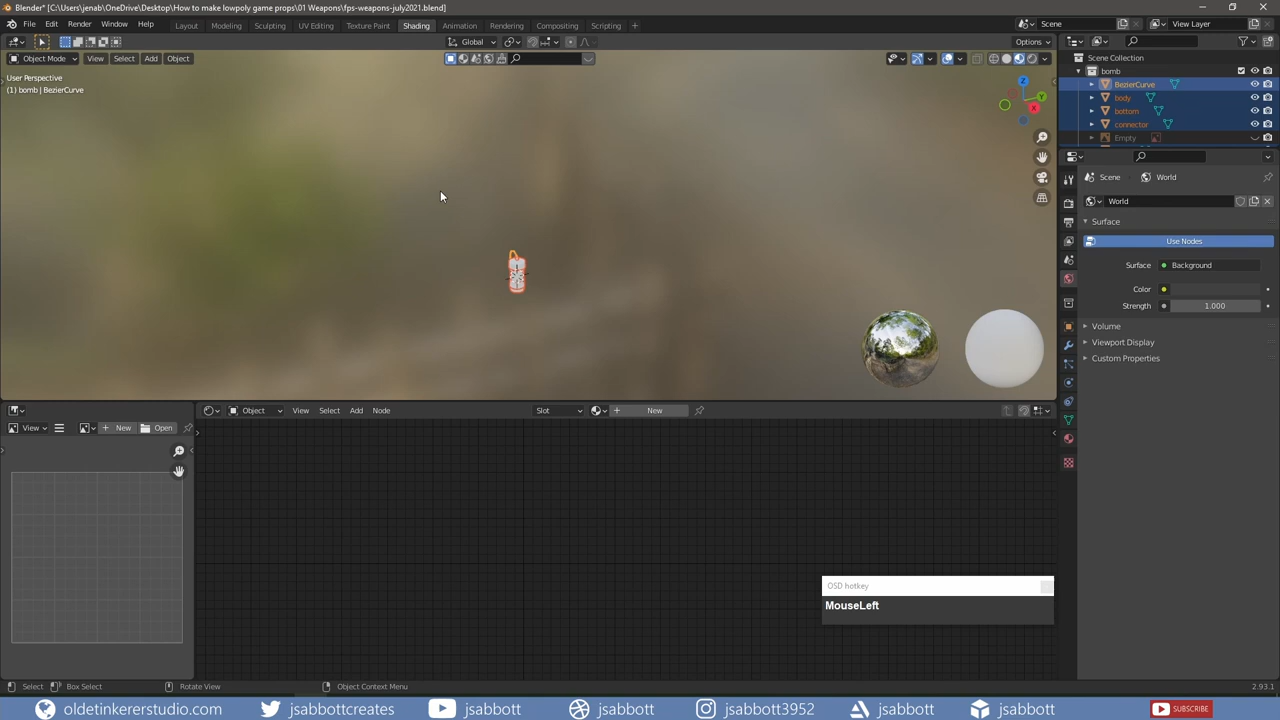 Blender* [C:\Users\jenab\OneDrive\Desktop\How to make lowpoly game props\01 Weapons\fps-weapons-july2021.blend]
File Edit Render Window Help Layout Modeling Sculpting UV Editing Texture Paint Shading Animation Rendering Compositing Scripting + Scene View Layer
Global Options
Object Mode View Select Add Object
User Perspective
(1) bomb | BezierCurve
Z
Y
X
Scene Collection
bomb
BezierCurve
body
bottom
connector
Empty
Scene World
World
Surface
Use Nodes
Surface Background
Color
Strength 1.000
Volume
Viewport Display
Custom Properties
View New Open
Object View Select Add Node Slot New
OSD hotkey
MouseLeft
Select Box Select Rotate View Object Context Menu 2.93.1
oldetinkererstudio.com jsabbottcreates jsabbott jsabbott jsabbott3952 jsabbott jsabbott SUBSCRIBE